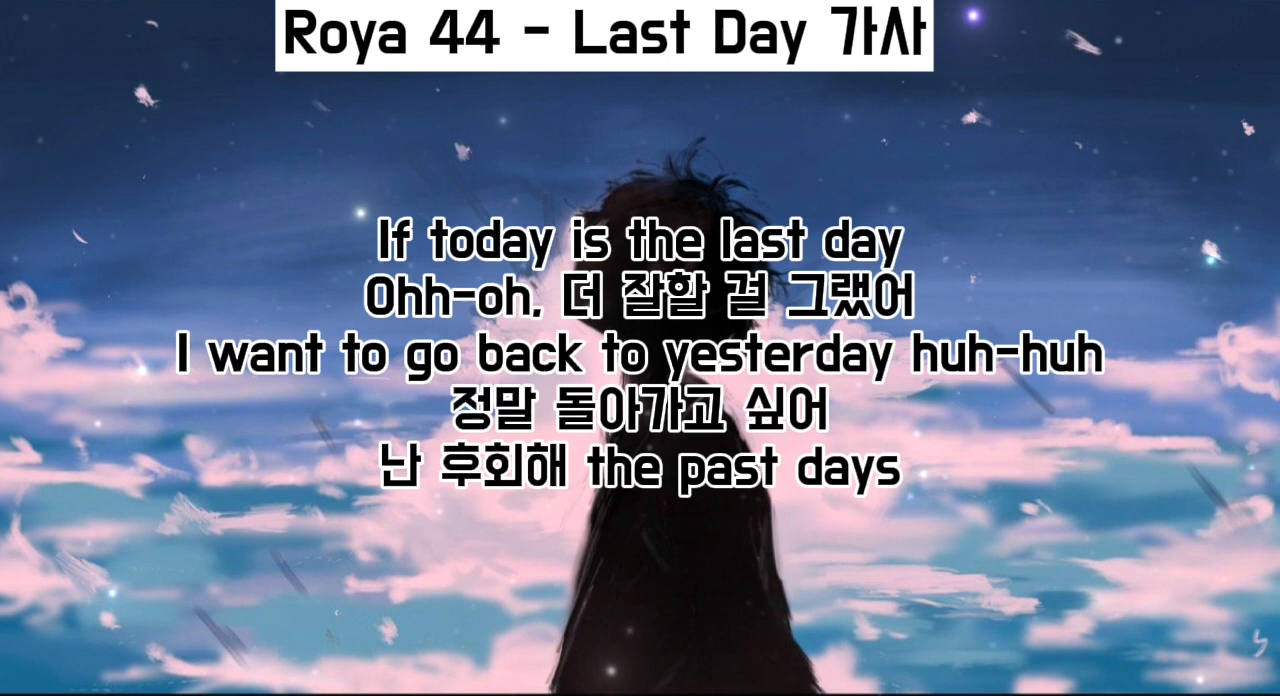 Roya 44 - Last Day 가사
If today is the last day
Ohh-oh, 더 잘할 걸 그랬어
I want to go back to yesterday huh-huh
정말 돌아가고 싶어
난 후회해 the past days